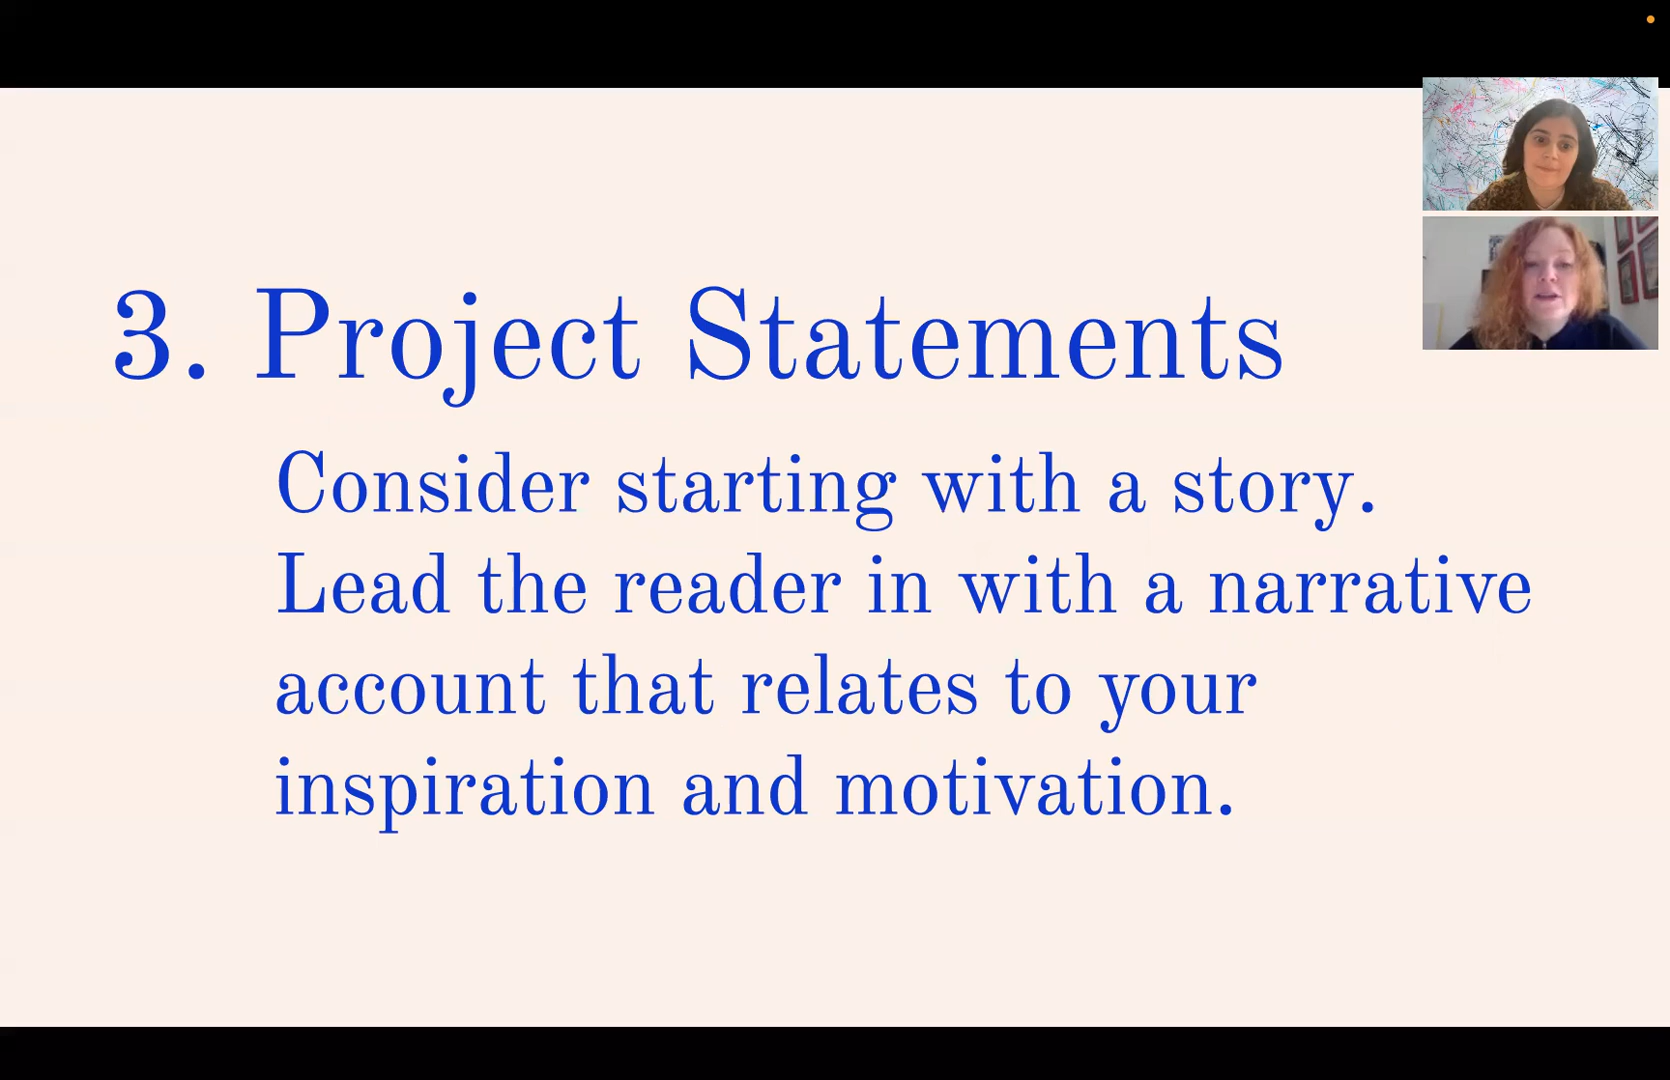 3. Project Statements
Consider starting with a story.
Lead the reader in with a narrative
account that relates to your
inspiration and motivation.